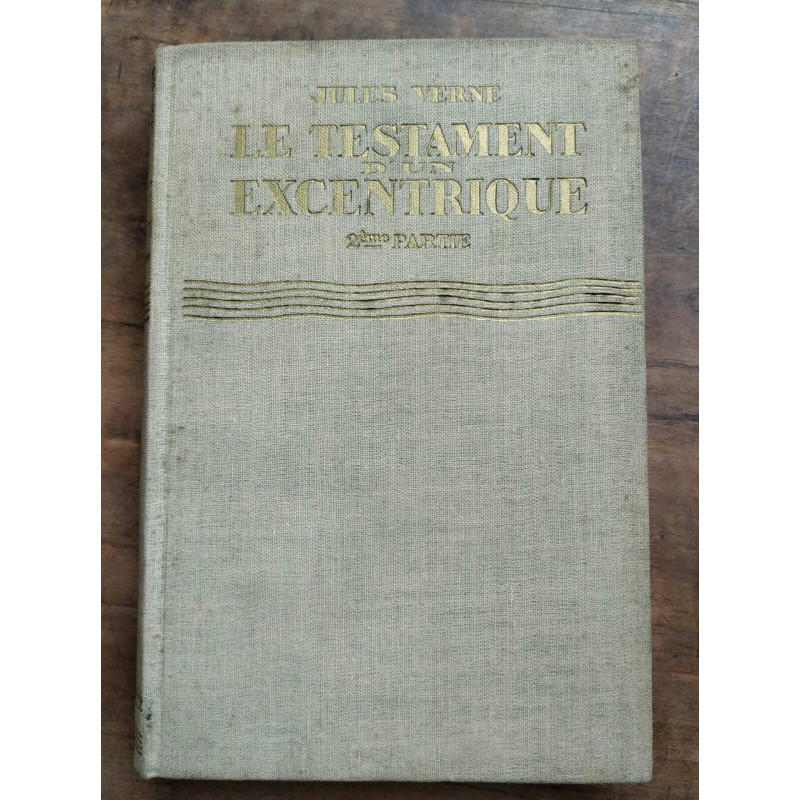 JULES VERNE
LE TESTAMENT
D'UN
EXCENTRIQUE
2ème PARTIE